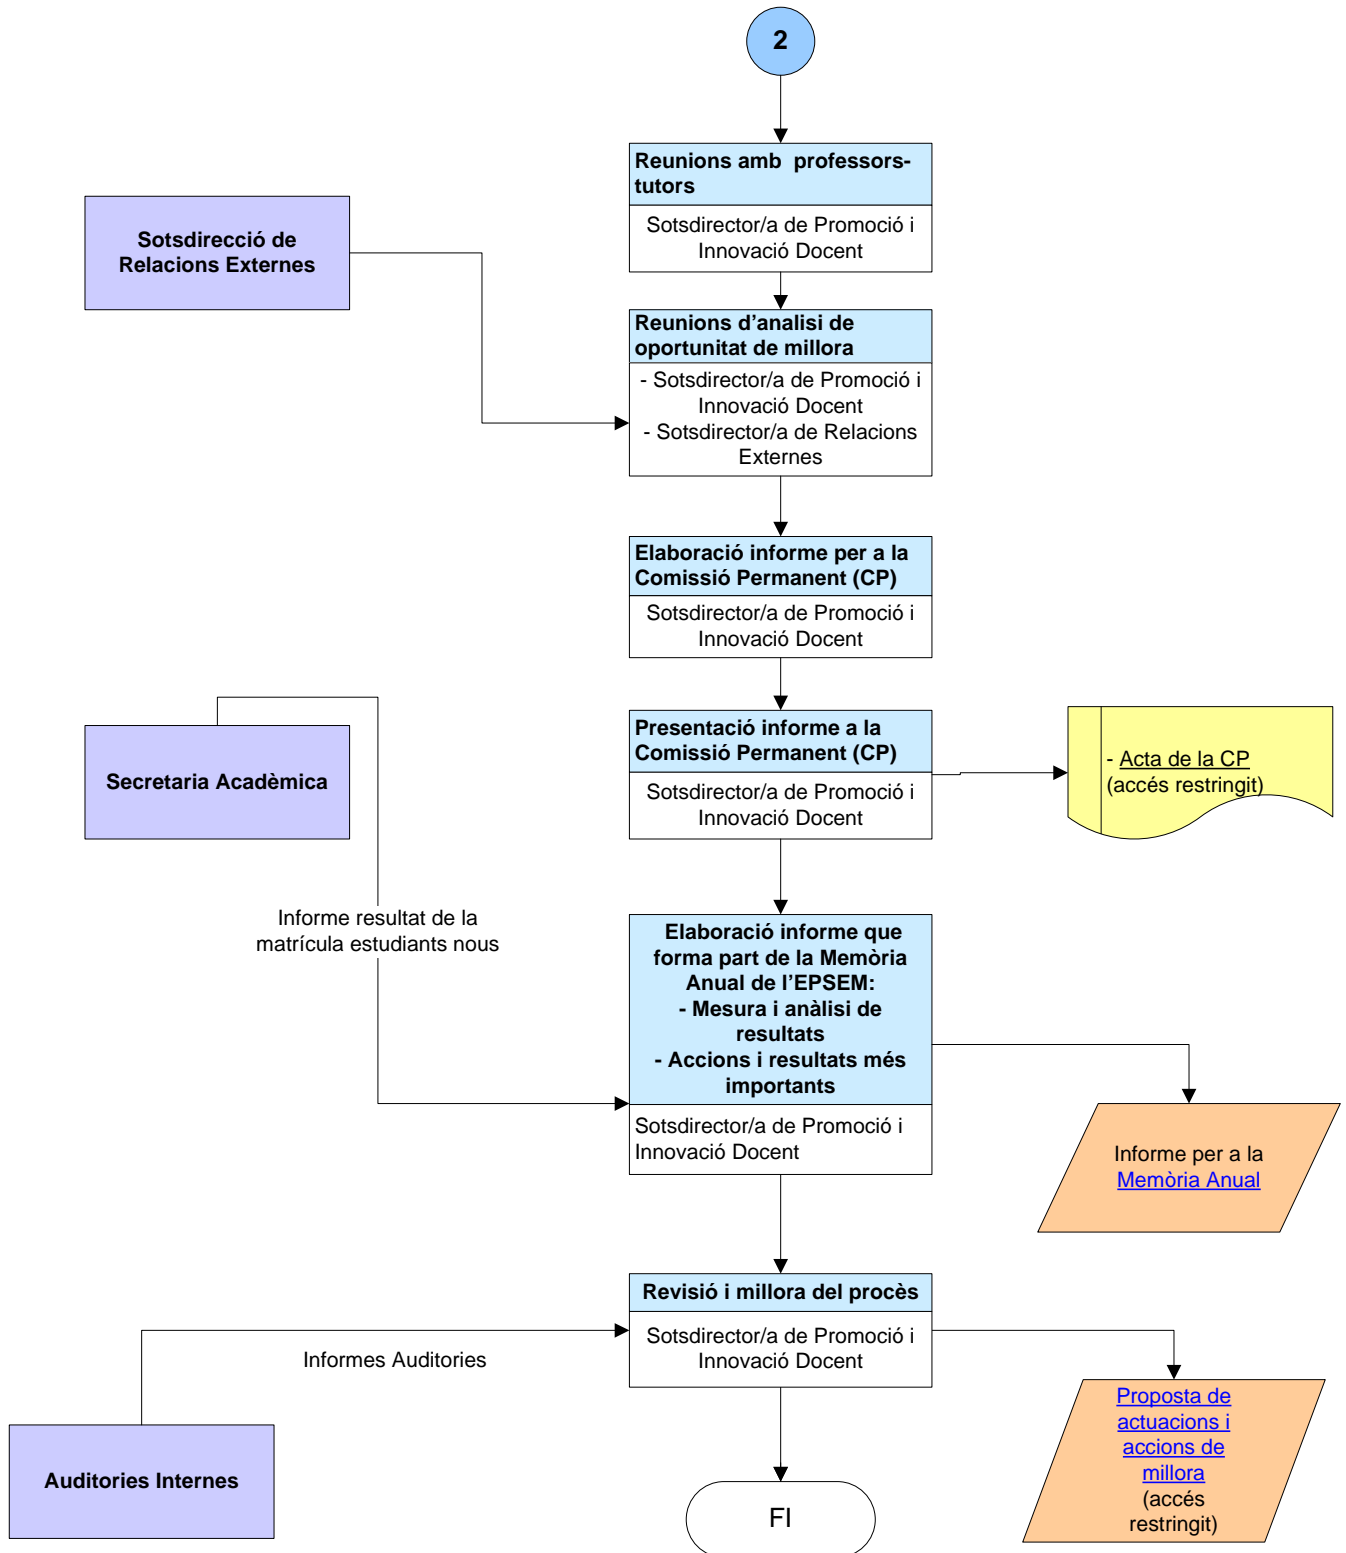 2
Reunions amb  professors-
tutors
Sotsdirector/a de Promoció i
Innovació Docent
Sotsdirecció de
Relacions Externes
Reunions d’analisi de
oportunitat de millora
- Sotsdirector/a de Promoció i
Innovació Docent
- Sotsdirector/a de Relacions
Externes
Elaboració informe per a la
Comissió Permanent (CP)
Sotsdirector/a de Promoció i
Innovació Docent
Presentació informe a la
Comissió Permanent (CP)
Sotsdirector/a de Promoció i
Innovació Docent
- Acta de la CP
(accés restringit)
Secretaria Acadèmica
Informe resultat de la
matrícula estudiants nous
Elaboració informe que
forma part de la Memòria
Anual de l’EPSEM:
- Mesura i anàlisi de
resultats
- Accions i resultats més
importants
Sotsdirector/a de Promoció i
Innovació Docent
Informe per a la
Memòria Anual
Revisió i millora del procès
Sotsdirector/a de Promoció i
Innovació Docent
Informes Auditories
Auditories Internes
Proposta de
actuacions i
accions de
millora
(accés
restringit)
FI